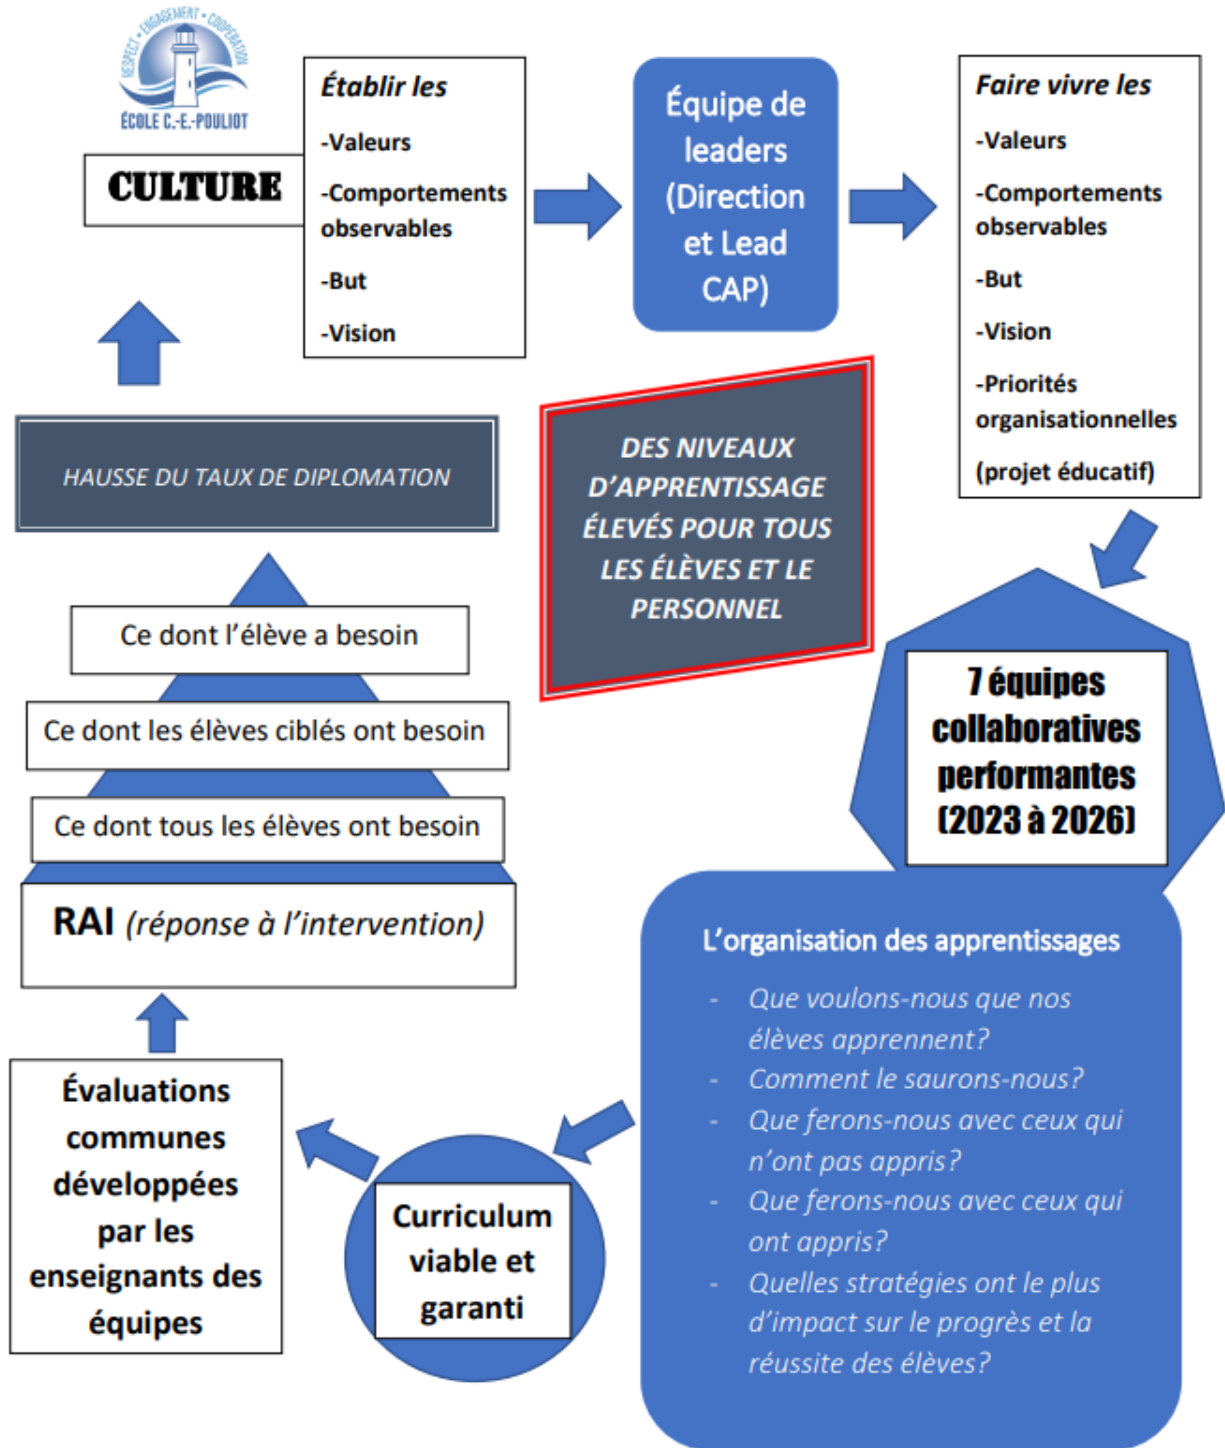 RESPECT • ENGAGEMENT • COOPÉRATION
ÉCOLE C.-E.-POULIOT
CULTURE
Établir les
-Valeurs
-Comportements
observables
-But
-Vision
Équipe de
leaders
(Direction
et Lead
CAP)
Faire vivre les
-Valeurs
-Comportements
observables
-But
-Vision
-Priorités
organisationnelles
(projet éducatif)
HAUSSE DU TAUX DE DIPLOMATION
DES NIVEAUX
D’APPRENTISSAGE
ÉLEVÉS POUR TOUS
LES ÉLÈVES ET LE
PERSONNEL
7 équipes
collaboratives
performantes
(2023 à 2026)
L’organisation des apprentissages
- Que voulons-nous que nos
élèves apprennent?
- Comment le saurons-nous?
- Que ferons-nous avec ceux qui
n’ont pas appris?
- Que ferons-nous avec ceux qui
ont appris?
- Quelles stratégies ont le plus
d’impact sur le progrès et la
réussite des élèves?
Curriculum
viable et
garanti
Évaluations
communes
développées
par les
enseignants des
équipes
Ce dont l’élève a besoin
Ce dont les élèves ciblés ont besoin
Ce dont tous les élèves ont besoin
RAI (réponse à l’intervention)